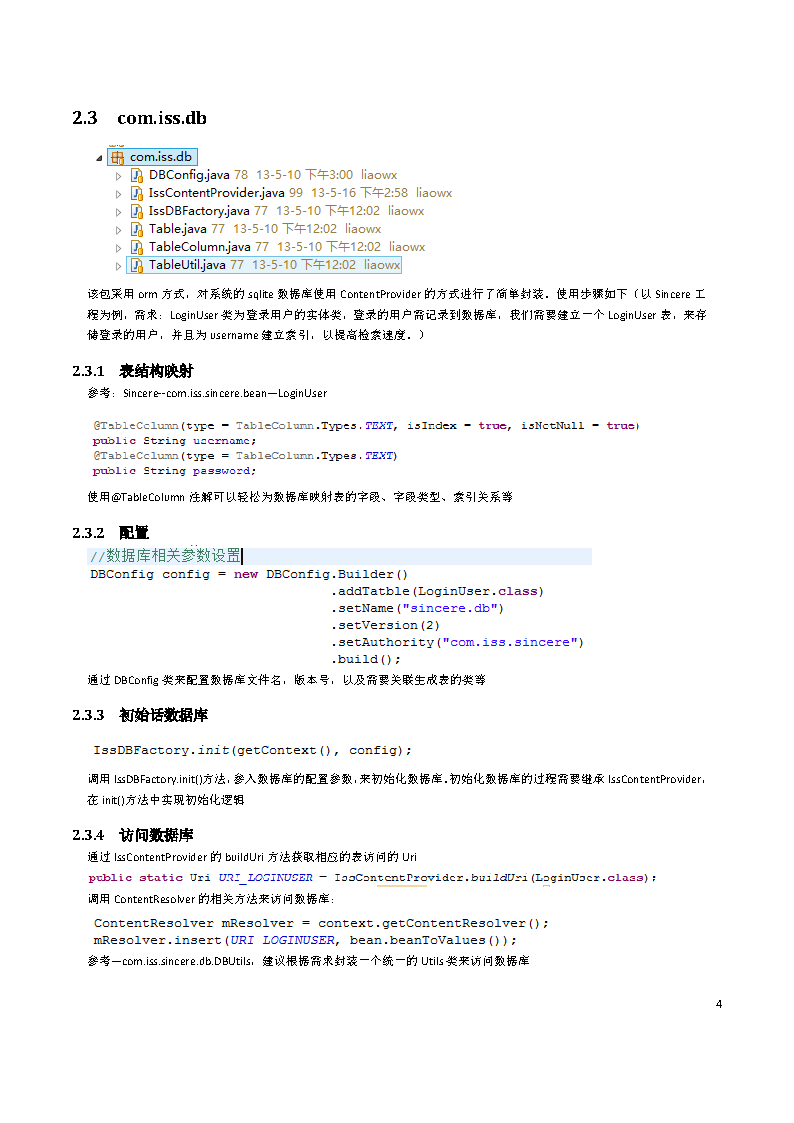 2.3 com.iss.db
com.iss.db
DBConfig.java 78 13-5-10 下午3:00 liaowx
IssContentProvider.java 99 13-5-16 下午2:58 liaowx
IssDBFactory.java 77 13-5-10 下午12:02 liaowx
Table.java 77 13-5-10 下午12:02 liaowx
TableColumn.java 77 13-5-10 下午12:02 liaowx
TableUtil.java 77 13-5-10 下午12:02 liaowx
该包采用 orm 方式，对系统的 sqlite 数据库使用 ContentProvider 的方式进行了简单封装。使用步骤如下（以 Sincere 工
程为例，需求：LoginUser 类为登录用户的实体类，登录的用户需记录到数据库，我们需要建立一个 LoginUser 表，来存
储登录的用户，并且为 username 建立索引，以提高检索速度。）
2.3.1 表结构映射
参考：Sincere--com.iss.sincere.bean—LoginUser
@TableColumn(type = TableColumn.Types.TEXT, isIndex = true, isNotNull = true)
public String username;
@TableColumn(type = TableColumn.Types.TEXT)
public String password;
使用@TableColumn 注解可以轻松为数据库映射表的字段、字段类型、索引关系等
2.3.2 配置
//数据库相关参数设置
DBConfig config = new DBConfig.Builder()
.addTatble(LoginUser.class)
.setName("sincere.db")
.setVersion(2)
.setAuthority("com.iss.sincere")
.build();
通过 DBConfig 类来配置数据库文件名，版本号，以及需要关联生成表的类等
2.3.3 初始话数据库
IssDBFactory.init(getContext(), config);
调用 IssDBFactory.init()方法，参入数据库的配置参数，来初始化数据库。初始化数据库的过程需要继承 IssContentProvider，
在 init()方法中实现初始化逻辑
2.3.4 访问数据库
通过 IssContentProvider 的 buildUri 方法获取相应的表访问的 Uri
public static Uri URI_LOGINUSER = IssContentProvider.buildUri(LoginUser.class);
调用 ContentResolver 的相关方法来访问数据库：
ContentResolver mResolver = context.getContentResolver();
mResolver.insert(URI LOGINUSER, bean.beanToValues());
参考—com.iss.sincere.db.DBUtils，建议根据需求封装一个统一的 Utils 类来访问数据库
4